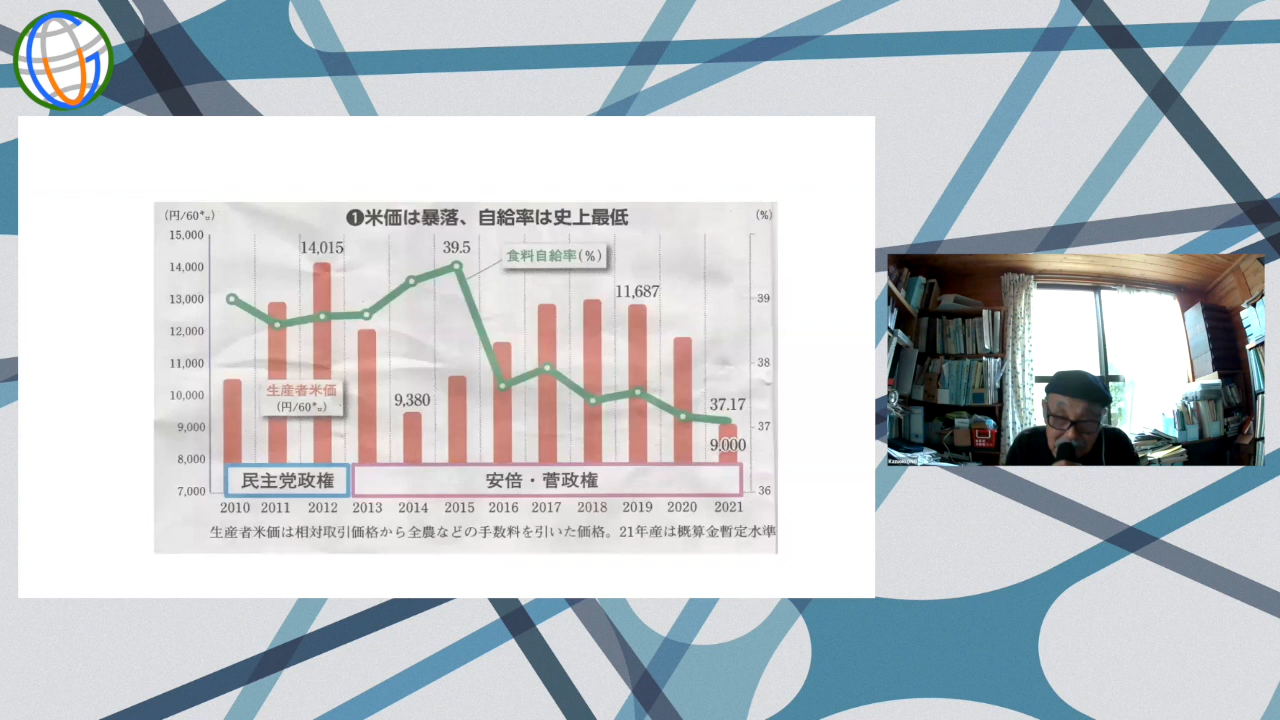 ❶米価は暴落、自給率は史上最低
(円/60㌔)
(%)
15,000
14,000
13,000
12,000
11,000
10,000
9,000
8,000
7,000
39
38
37
36
14,015
39.5
食料自給率(%)
11,687
生産者米価
(円/60㌔)
9,380
37.17
9,000
民主党政権
安倍・菅政権
2010 2011 2012 2013 2014 2015 2016 2017 2018 2019 2020 2021
生産者米価は相対取引価格から全農などの手数料を引いた価格。21年産は概算金暫定水準